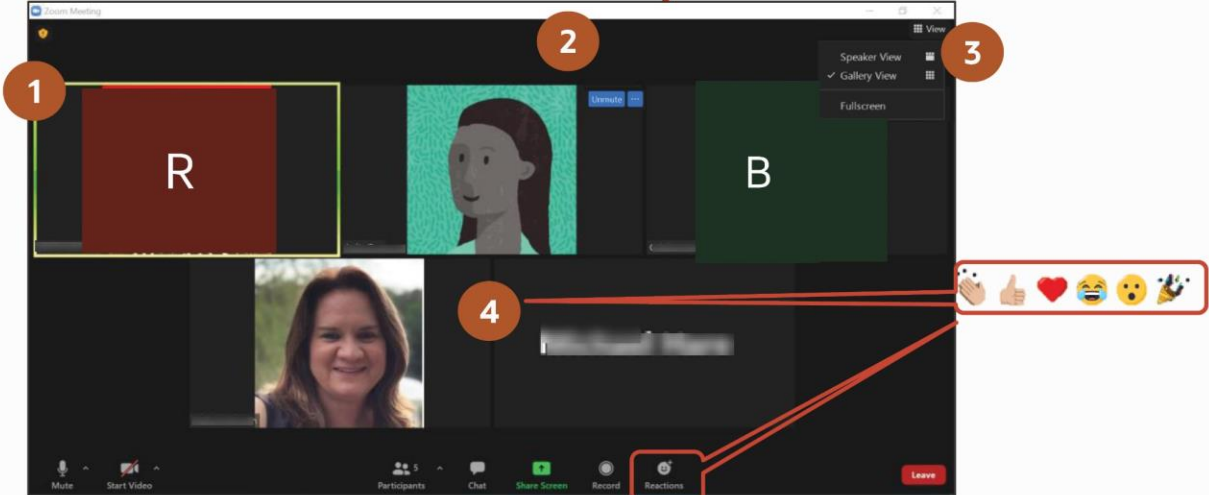 Zoom Meeting
View
2
3
Speaker View
Gallery View
1
Unmute
Fullscreen
R
B
4
5
Mute
Start Video
Participants
Chat
Share Screen
Record
Reactions
Leave